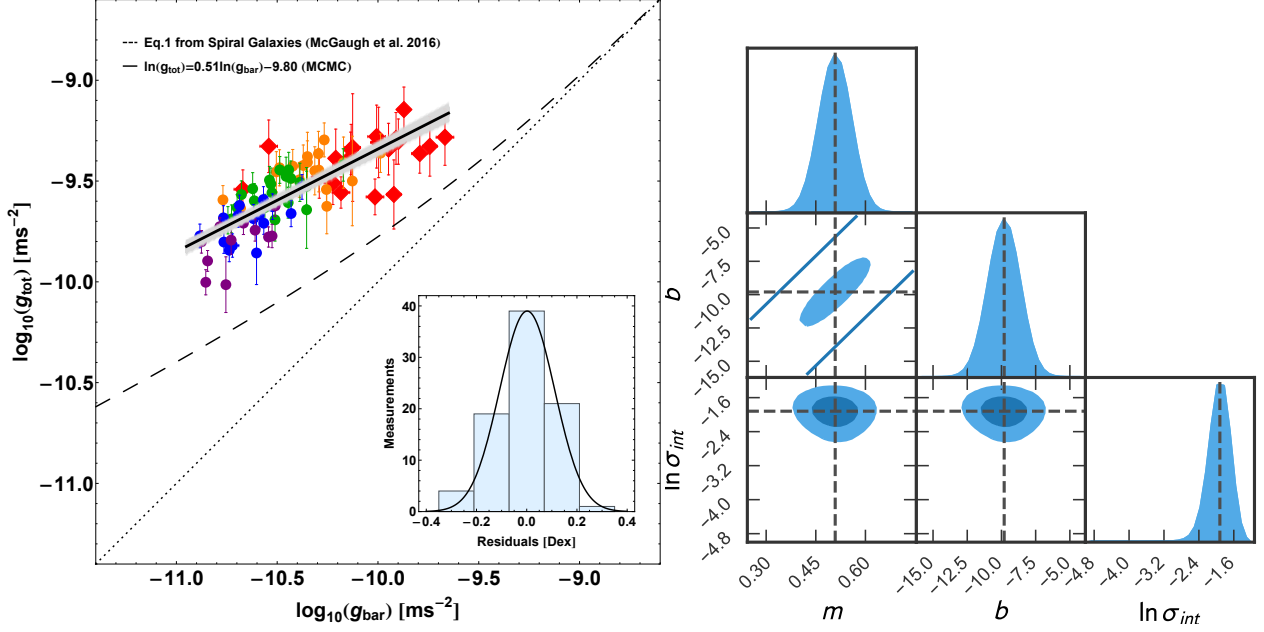 --- Eq.1 from Spiral Galaxies (McGaugh et al. 2016)
— ln(g_tot)=0.51ln(g_bar)−9.80 (MCMC)
log₁₀(g_tot) [ms⁻²]
−9.0
−9.5
−10.0
−10.5
−11.0
−11.0 −10.5 −10.0 −9.5 −9.0
log₁₀(g_bar) [ms⁻²]
Measurements
40
30
20
10
0
−0.4 −0.2 0.0 0.2 0.4
Residuals [Dex]
b
−5.0
−7.5
−10.0
−12.5
−15.0
ln σ_int
−1.6
−2.4
−3.2
−4.0
−4.8
0.30 0.45 0.60
−15.0 −12.5 −10.0 −7.5 −5.0
−4.8 −4.0 −3.2 −2.4 −1.6
m
b
ln σ_int